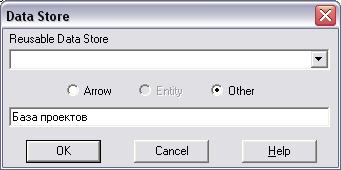 Data Store
Reusable Data Store
Arrow Entity Other
База проектов
OK Cancel Help